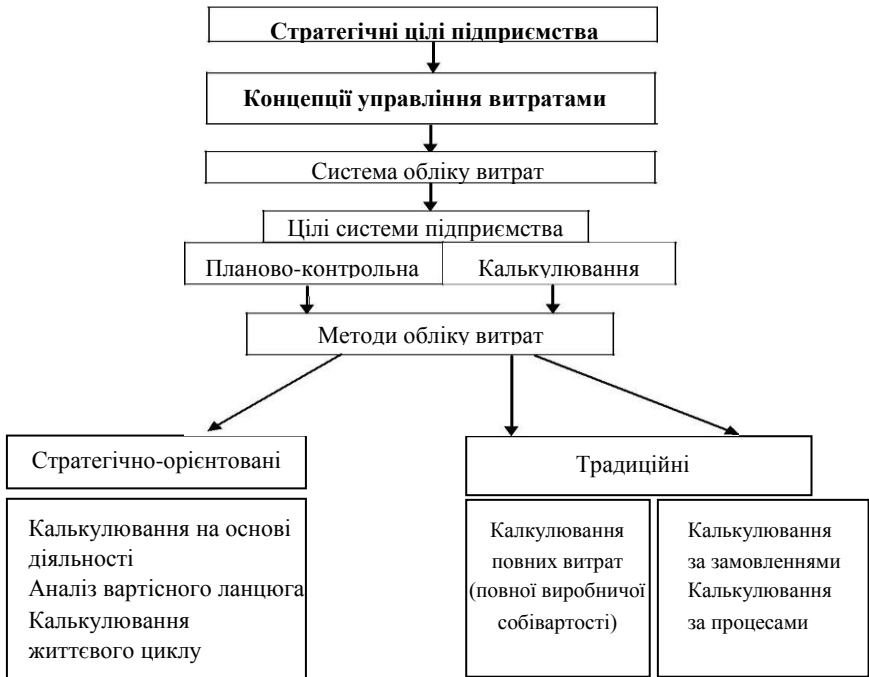 Стратегічні цілі підприємства
Концепції управління витратами
Система обліку витрат
Цілі системи підприємства
Планово-контрольна
Калькулювання
Методи обліку витрат
Стратегічно-орієнтовані
Калькулювання на основі
діяльності
Аналіз вартісного ланцюга
Калькулювання
життєвого циклу
Традиційні
Калкулювання
повних витрат
(повної виробничої
собівартості)
Калькулювання
за замовленнями
Калькулювання
за процесами